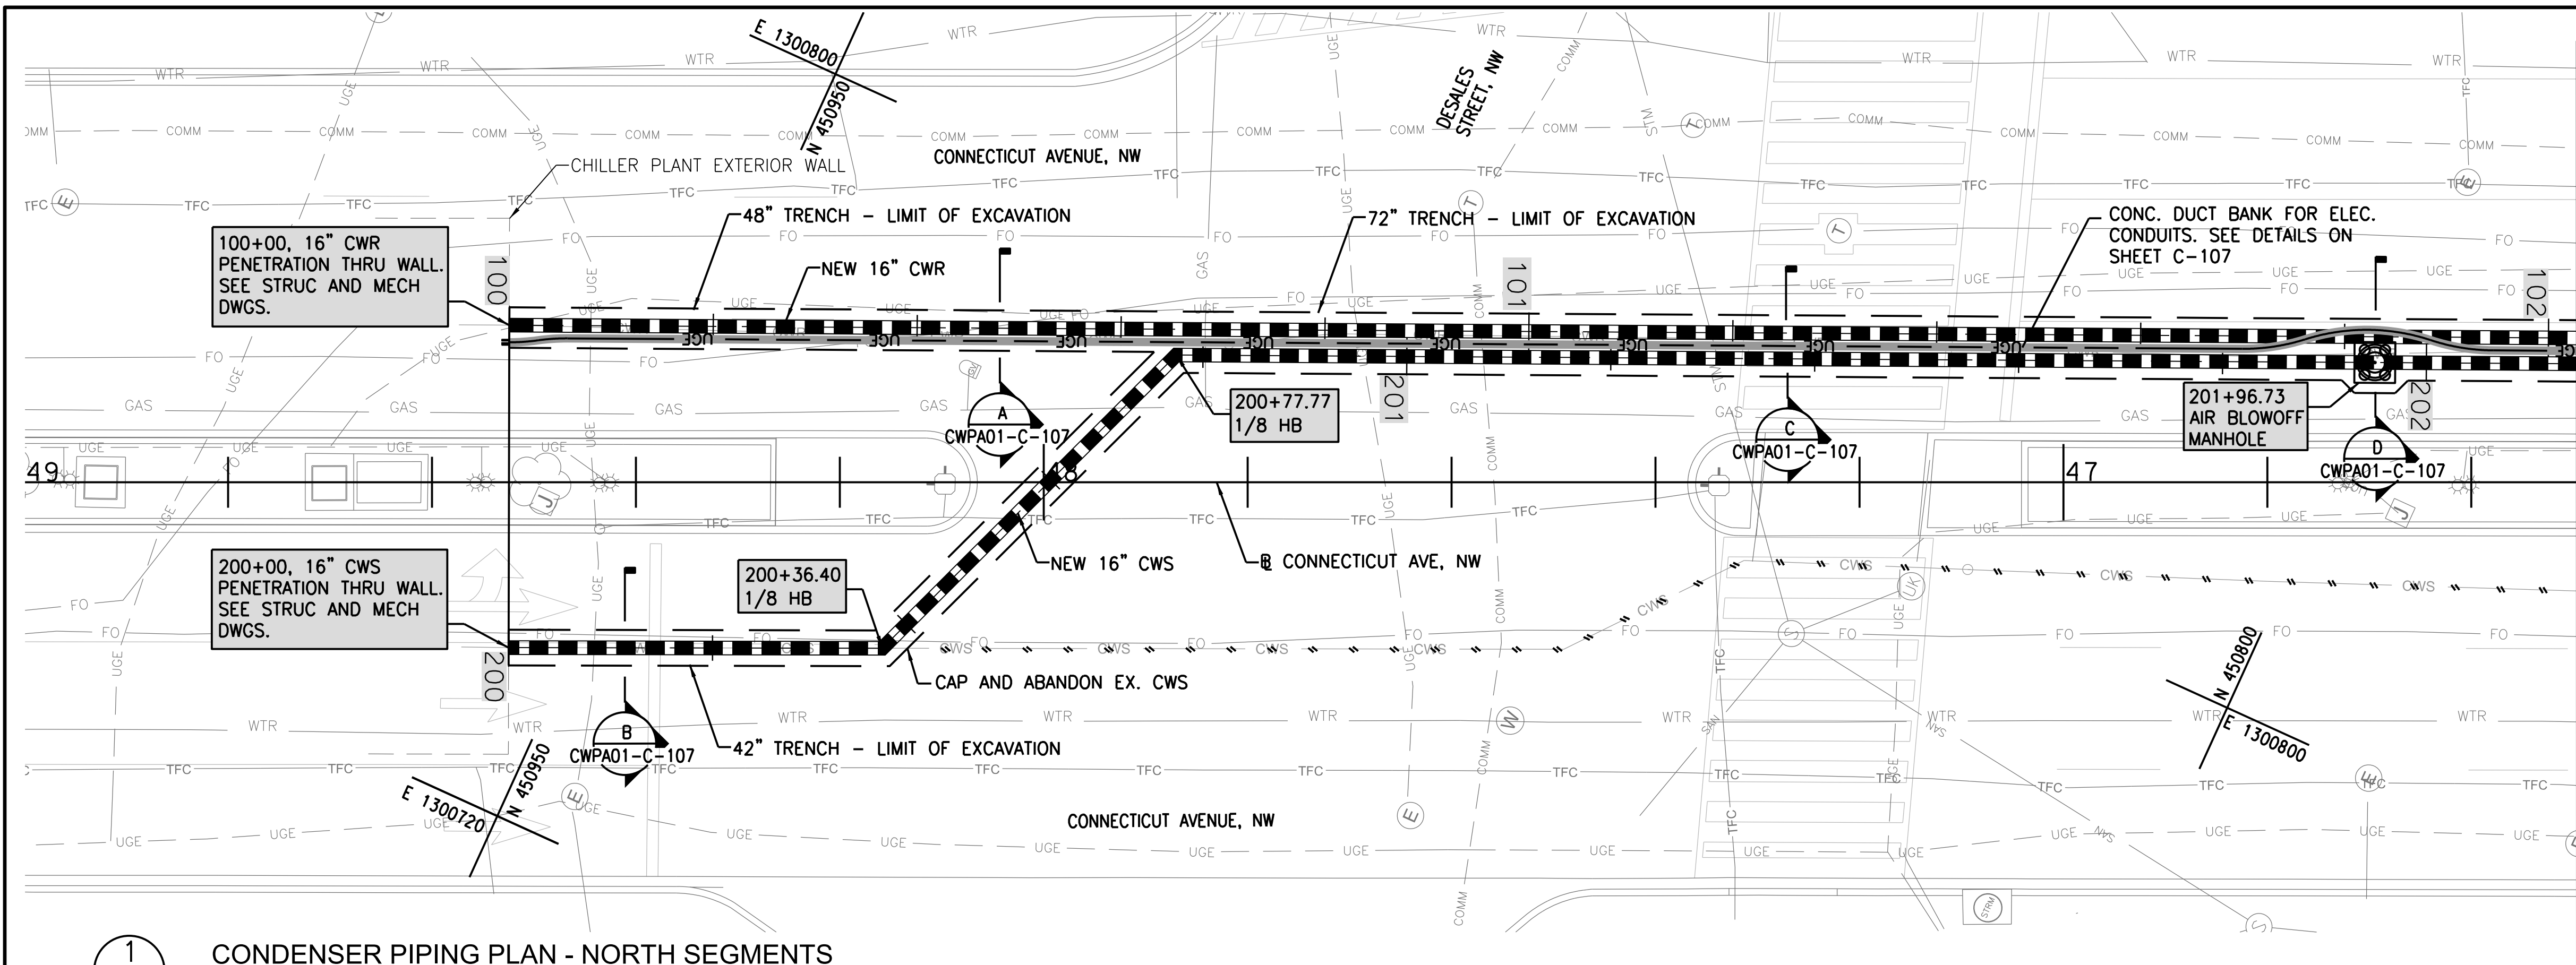 E 1300800
N 450950
DESALES
STREET, NW
CONNECTICUT AVENUE, NW
CHILLER PLANT EXTERIOR WALL
48" TRENCH - LIMIT OF EXCAVATION
72" TRENCH - LIMIT OF EXCAVATION
CONC. DUCT BANK FOR ELEC.
CONDUITS. SEE DETAILS ON
SHEET C-107
100+00, 16" CWR
PENETRATION THRU WALL.
SEE STRUC AND MECH
DWGS.
NEW 16" CWR
100
101
102
200+77.77
1/8 HB
201
201+96.73
AIR BLOWOFF
MANHOLE
202
A
CWPA01-C-107
C
CWPA01-C-107
D
CWPA01-C-107
49
48
47
200+00, 16" CWS
PENETRATION THRU WALL.
SEE STRUC AND MECH
DWGS.
200+36.40
1/8 HB
NEW 16" CWS
BL CONNECTICUT AVE, NW
200
CAP AND ABANDON EX. CWS
B
CWPA01-C-107
42" TRENCH - LIMIT OF EXCAVATION
N 450800
E 1300800
N 450950
E 1300720
CONNECTICUT AVENUE, NW
WTR
COMM
TFC
FO
UGE
GAS
CWS
STM
SAN
UK
STRM
E
T
J
W
S
1
CONDENSER PIPING PLAN - NORTH SEGMENTS